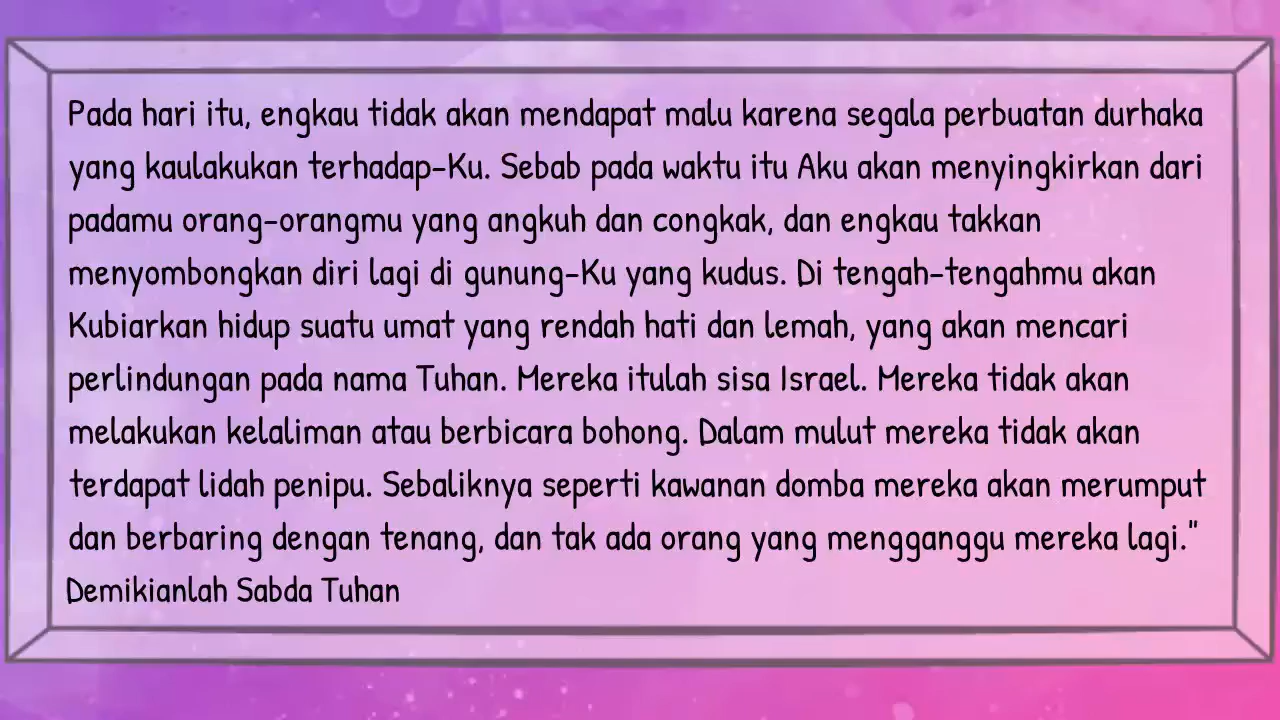 Pada hari itu, engkau tidak akan mendapat malu karena segala perbuatan durhaka
yang kaulakukan terhadap-Ku. Sebab pada waktu itu Aku akan menyingkirkan dari
padamu orang-orangmu yang angkuh dan congkak, dan engkau takkan
menyombongkan diri lagi di gunung-Ku yang kudus. Di tengah-tengahmu akan
Kubiarkan hidup suatu umat yang rendah hati dan lemah, yang akan mencari
perlindungan pada nama Tuhan. Mereka itulah sisa Israel. Mereka tidak akan
melakukan kelaliman atau berbicara bohong. Dalam mulut mereka tidak akan
terdapat lidah penipu. Sebaliknya seperti kawanan domba mereka akan merumput
dan berbaring dengan tenang, dan tak ada orang yang mengganggu mereka lagi."
Demikianlah Sabda Tuhan